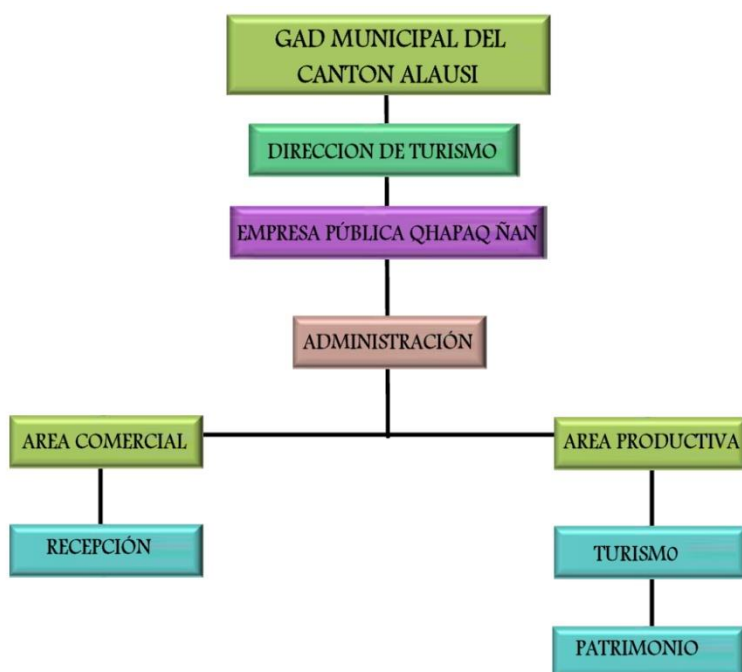 GAD MUNICIPAL DEL
CANTON ALAUSI
DIRECCION DE TURISMO
EMPRESA PÚBLICA QHAPAQ ÑAN
ADMINISTRACIÓN
AREA COMERCIAL
AREA PRODUCTIVA
RECEPCIÓN
TURISMO
PATRIMONIO